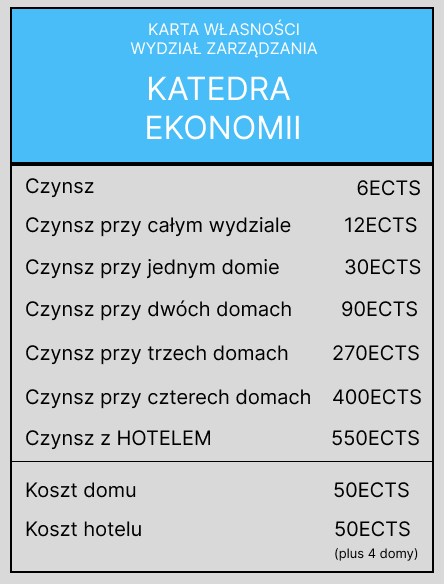 KARTA WŁASNOŚCI
WYDZIAŁ ZARZĄDZANIA
KATEDRA
EKONOMII
Czynsz 6ECTS
Czynsz przy całym wydziale 12ECTS
Czynsz przy jednym domie 30ECTS
Czynsz przy dwóch domach 90ECTS
Czynsz przy trzech domach 270ECTS
Czynsz przy czterech domach 400ECTS
Czynsz z HOTELEM 550ECTS
Koszt domu 50ECTS
Koszt hotelu 50ECTS
(plus 4 domy)